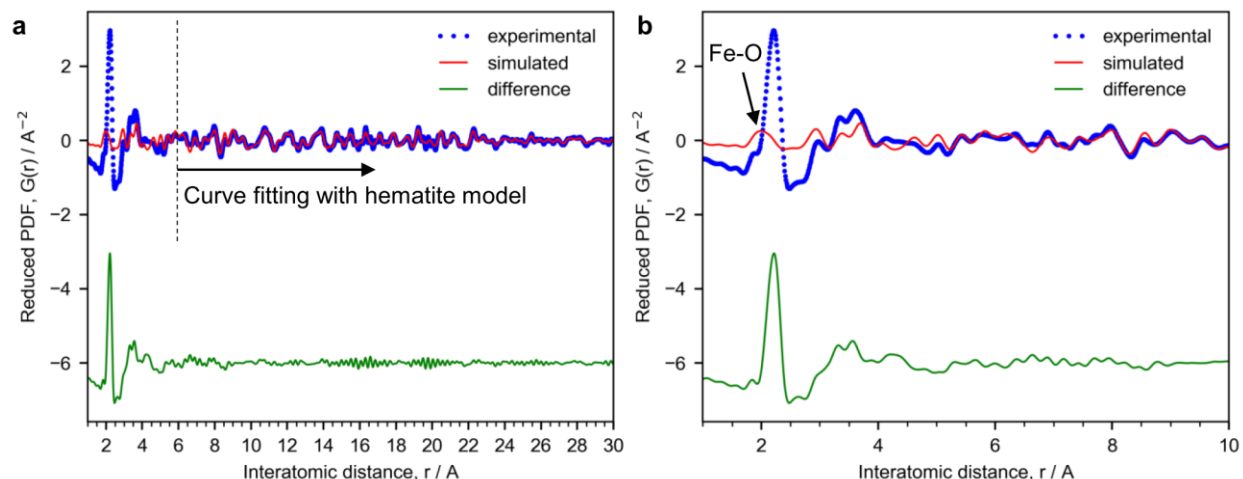 a
experimental
simulated
difference
2
0
−2
−4
−6
Reduced PDF, G(r) / A⁻²
Curve fitting with hematite model
2 4 6 8 10 12 14 16 18 20 22 24 26 28 30
Interatomic distance, r / A
b
Fe-O
experimental
simulated
difference
2
0
−2
−4
−6
Reduced PDF, G(r) / A⁻²
2 4 6 8 10
Interatomic distance, r / A